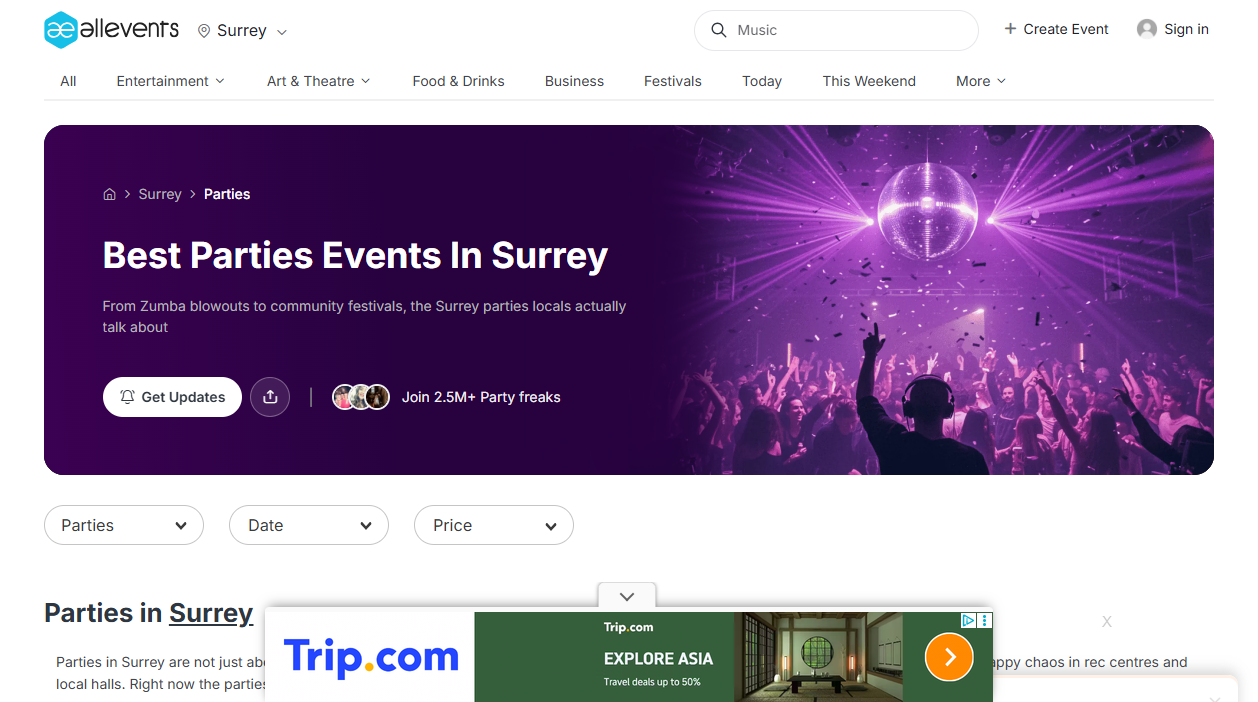 æ allevents
Surrey
Music
+ Create Event
Sign in
All
Entertainment
Art & Theatre
Food & Drinks
Business
Festivals
Today
This Weekend
More
Surrey
Parties
Best Parties Events In Surrey
From Zumba blowouts to community festivals, the Surrey parties locals actually
talk about
Get Updates
Join 2.5M+ Party freaks
Parties
Date
Price
Parties in Surrey
Trip.com
Trip.com
EXPLORE ASIA
Travel deals up to 50%
X
Parties in Surrey are not just
chaos in rec centres and
local halls. Right now the parties